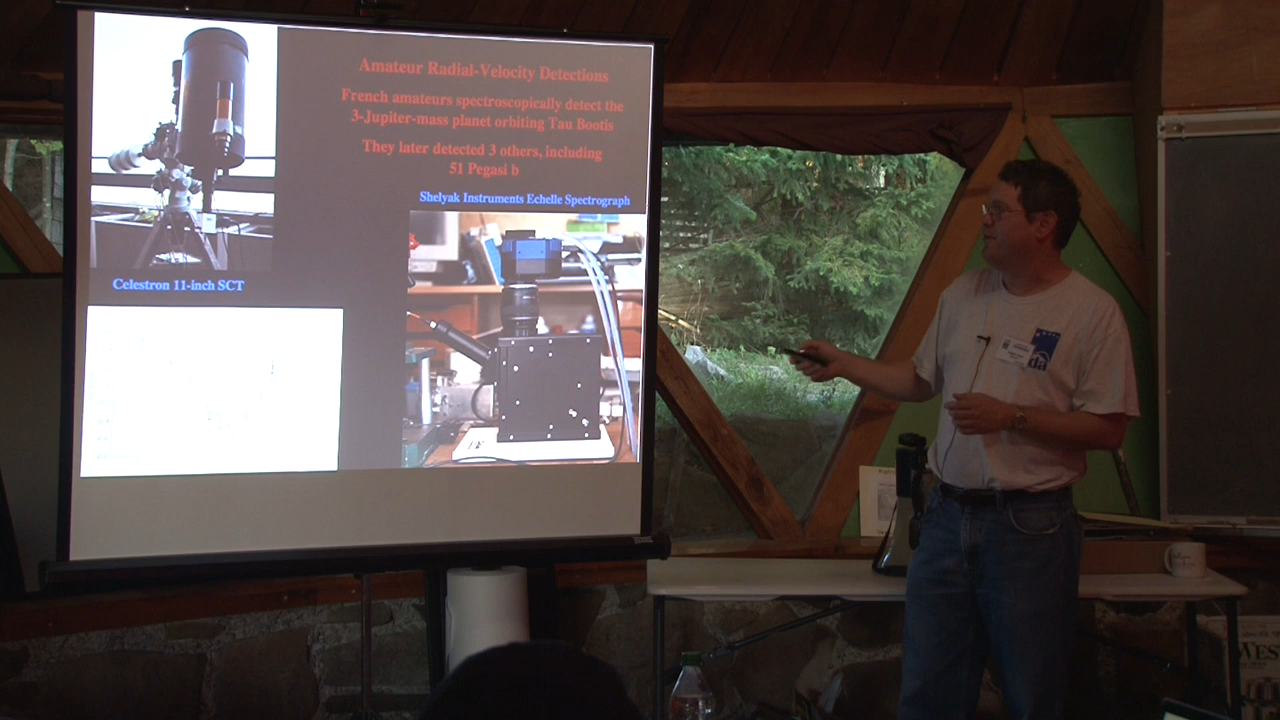 Amateur Radial-Velocity Detections
French amateurs spectroscopically detect the
3-Jupiter-mass planet orbiting Tau Bootis
They later detected 3 others, including
51 Pegasi b
Shelyak Instruments Echelle Spectrograph
Celestron 11-inch SCT